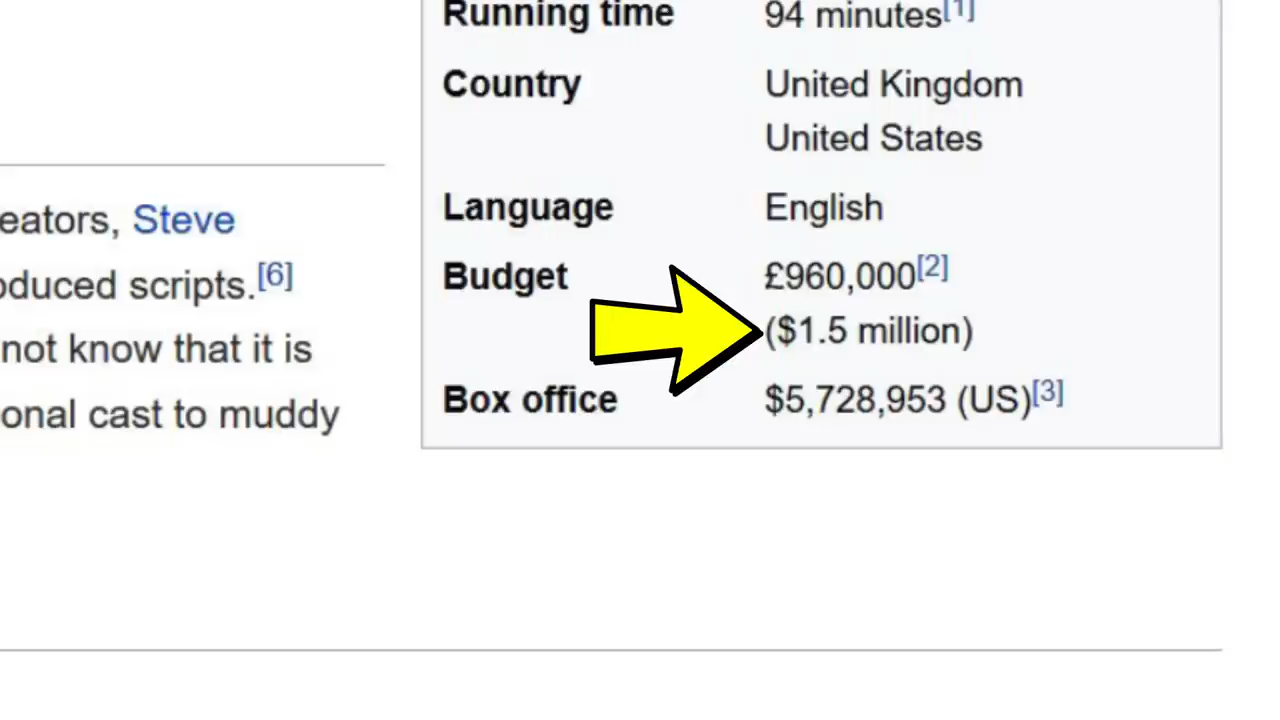 Running time 94 minutes[1]
Country United Kingdom
United States
Language English
Budget £960,000[2]
($1.5 million)
Box office $5,728,953 (US)[3]
eators, Steve
oduced scripts.[6]
not know that it is
onal cast to muddy